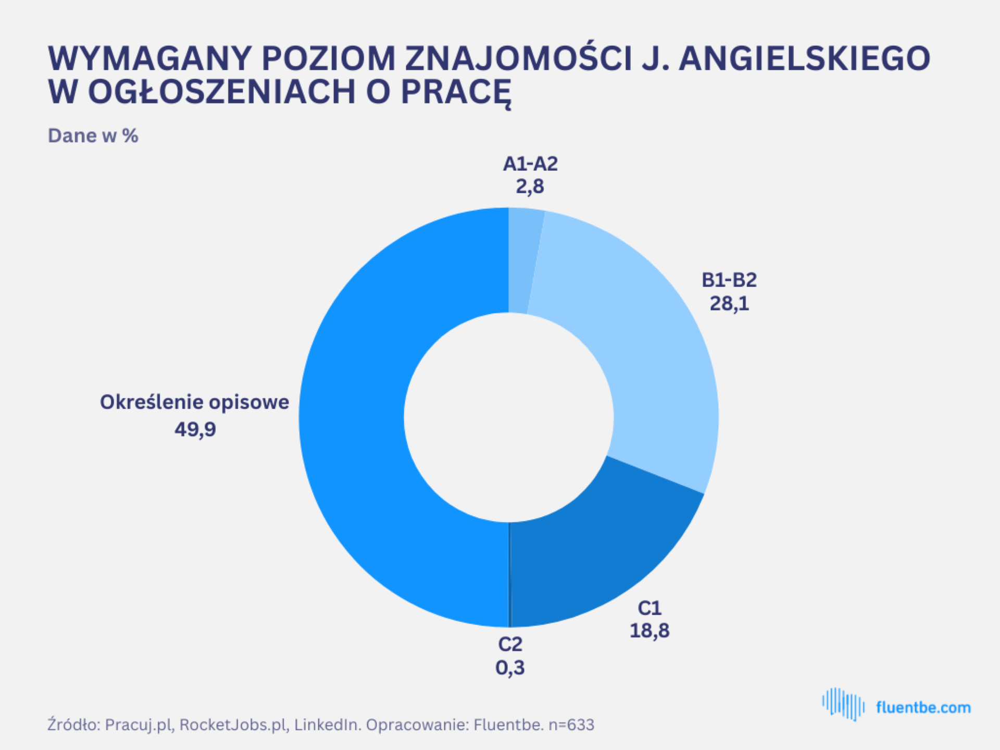 WYMAGANY POZIOM ZNAJOMOŚCI J. ANGIELSKIEGO
W OGŁOSZENIACH O PRACĘ
Dane w %
A1-A2
2,8
B1-B2
28,1
Określenie opisowe
49,9
C1
18,8
C2
0,3
fluentbe.com
Źródło: Pracuj.pl, RocketJobs.pl, LinkedIn. Opracowanie: Fluentbe. n=633